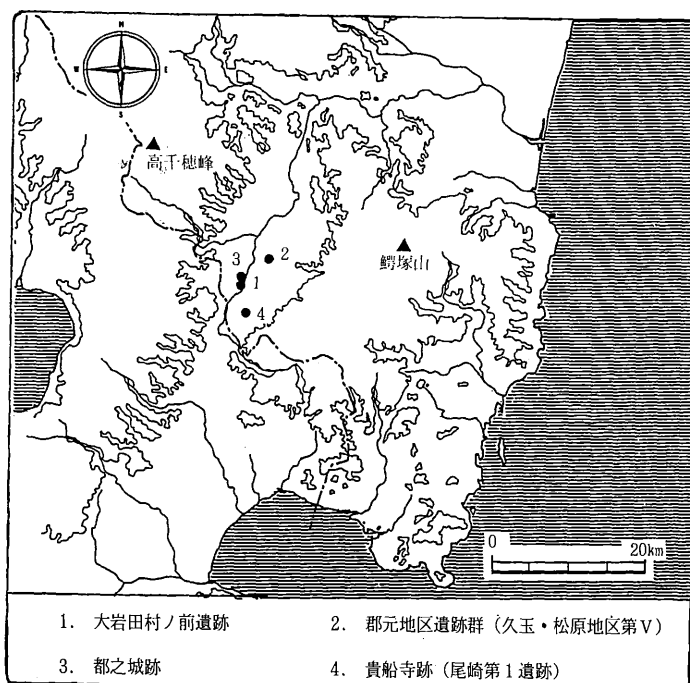 N
W
E
S
高千穂峰
鰐塚山
2
3
1
4
0
20km
1. 大岩田村ノ前遺跡
2. 郡元地区遺跡群（久玉・松原地区第Ⅴ）
3. 都之城跡
4. 貴船寺跡（尾崎第1遺跡）